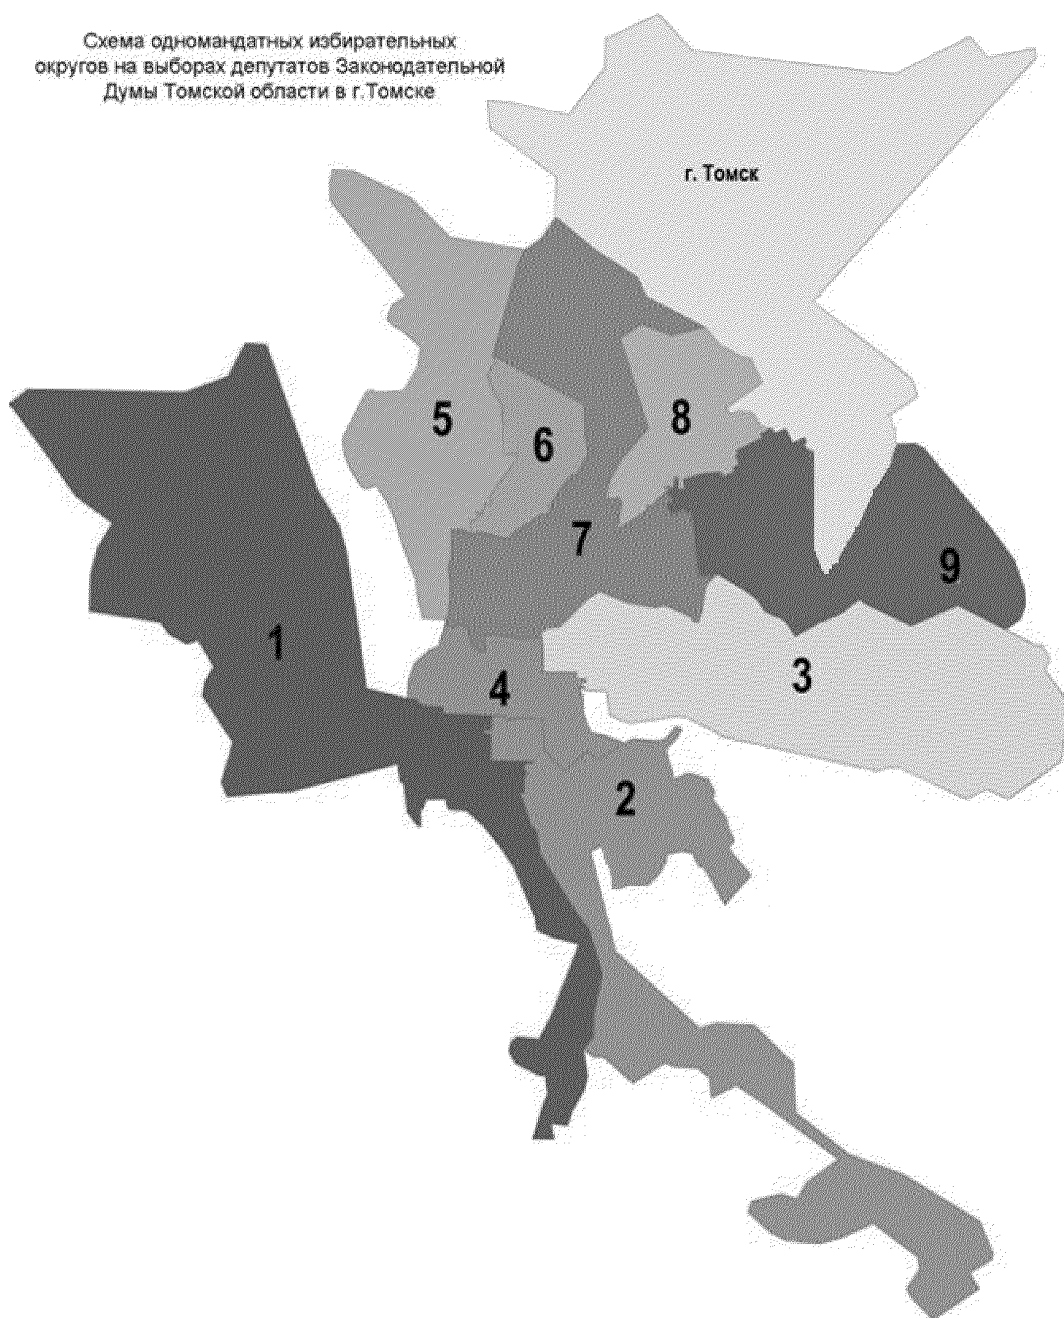 Схема одномандатных избирательных
округов на выборах депутатов Законодательной
Думы Томской области в г.Томске
г. Томск
5
6
8
7
9
1
4
3
2